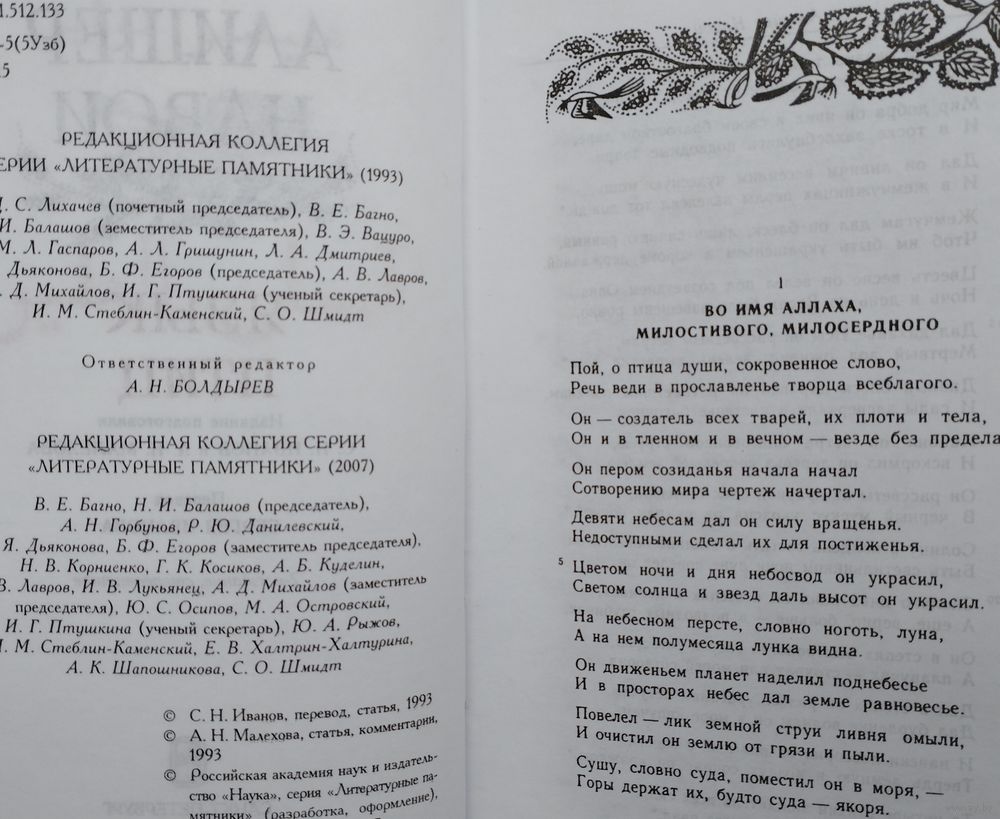 1.512.133
-5(5Узб)
5
РЕДАКЦИОННАЯ КОЛЛЕГИЯ
ЕРИИ «ЛИТЕРАТУРНЫЕ ПАМЯТНИКИ» (1993)
Д. С. Лихачев (почетный председатель), В. Е. Багно,
И. Балашов (земеститель председателя), В. Э. Вацуро,
М. Л. Гаспаров, А. Л. Гришунин, Л. А. Дмитриев,
Дьяконова, Б. Ф. Егоров (председатель), А. В. Лавров,
Д. Михайлов, И. Г. Птушкина (ученый секретарь),
И. М. Стеблин-Каменский, С. О. Шмидт
Ответственный редактор
А. Н. БОЛДЫРЕВ
РЕДАКЦИОННАЯ КОЛЛЕГИЯ СЕРИИ
«ЛИТЕРАТУРНЫЕ ПАМЯТНИКИ» (2007)
В. Е. Багно, Н. И. Балашов (председатель),
А. Н. Горбунов, Р. Ю. Данилевский,
Я. Дьяконова, Б. Ф. Егоров (заместитель председателя),
Н. В. Корниенко, Г. К. Косиков, А. Б. Куделин,
В. Лавров, И. В. Лукьянец, А. Д. Михайлов (заместитель
председателя), Ю. С. Осипов, М. А. Островский,
И. Г. Птушкина (ученый секретарь), Ю. А. Рыжов,
М. Стеблин-Каменский, Е. В. Халтрин-Халтурина,
А. К. Шапошникова, С. О. Шмидт
© С. Н. Иванов, перевод, статья, 1993
© А. Н. Малехова, статья, комментарии,
1993
© Российская академия наук и издатель-
ство «Наука», серия «Литературные па-
мятники» (разработка, оформление),
1
ВО ИМЯ АЛЛАХА,
МИЛОСТИВОГО, МИЛОСЕРДНОГО
Пой, о птица души, сокровенное слово,
Речь веди в прославленье творца всеблагого.
Он — создатель всех тварей, их плоти и тела,
Он и в тленном и в вечном — везде без предела
Он пером созиданья начала начал
Сотворению мира чертеж начертал.
Девяти небесам дал он силу вращенья.
Недоступными сделал их для постиженья.
5 Цветом ночи и дня небосвод он украсил,
Светом солнца и звезд даль высот он украсил.
На небесном персте, словно ноготь, луна,
А на нем полумесяца лунка видна.
Он движеньем планет наделил поднебесье
И в просторах небес дал земле равновесье.
Повелел — лик земной струи ливня омыли,
И очистил он землю от грязи и пыли.
Сушу, словно суда, поместил он в моря, —
Горы держат их, будто суда — якоря.